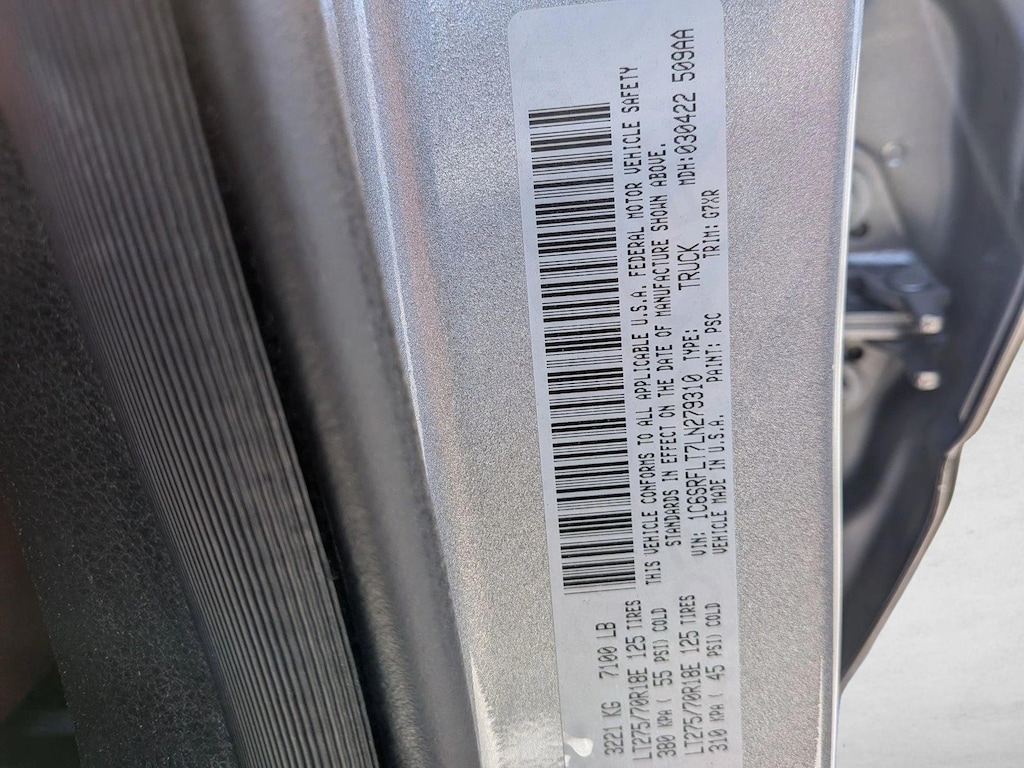 3221 KG 7100 LB
LT275/70R18E 125 TIRES
380 KPA ( 55 PSI) COLD
LT275/70R18E 125 TIRES
310 KPA ( 45 PSI) COLD
THIS VEHICLE CONFORMS TO ALL APPLICABLE U.S.A. FEDERAL MOTOR VEHICLE SAFETY
STANDARDS IN EFFECT ON THE DATE OF MANUFACTURE SHOWN ABOVE.
VIN: 1C6SRFLT7LN279310 TYPE: TRUCK MDH:030422 509AA
VEHICLE MADE IN U.S.A. PAINT: PSC TRIM: G7XR